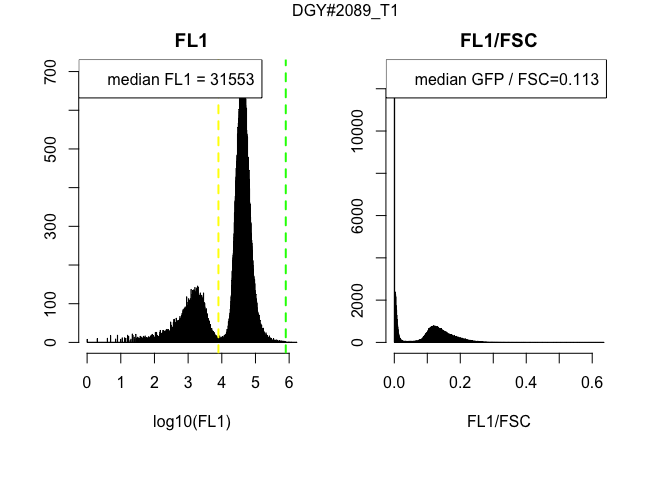 DGY#2089_T1
FL1
FL1/FSC
median FL1 = 31553
median GFP / FSC=0.113
700
500
300
100
0
10000
6000
2000
0
0 1 2 3 4 5 6
0.0 0.2 0.4 0.6
log10(FL1)
FL1/FSC